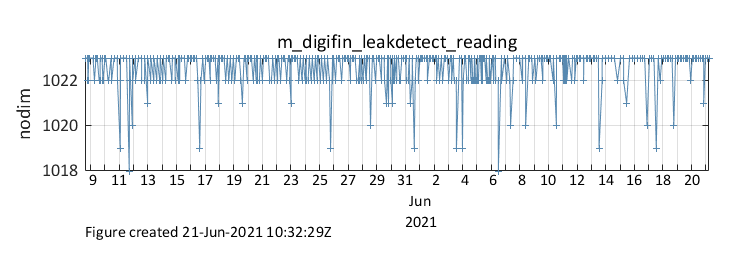 m_digifin_leakdetect_reading
nodim
1022
1020
1018
9 11 13 15 17 19 21 23 25 27 29 31 2 4 6 8 10 12 14 16 18 20
Jun
2021
Figure created 21-Jun-2021 10:32:29Z